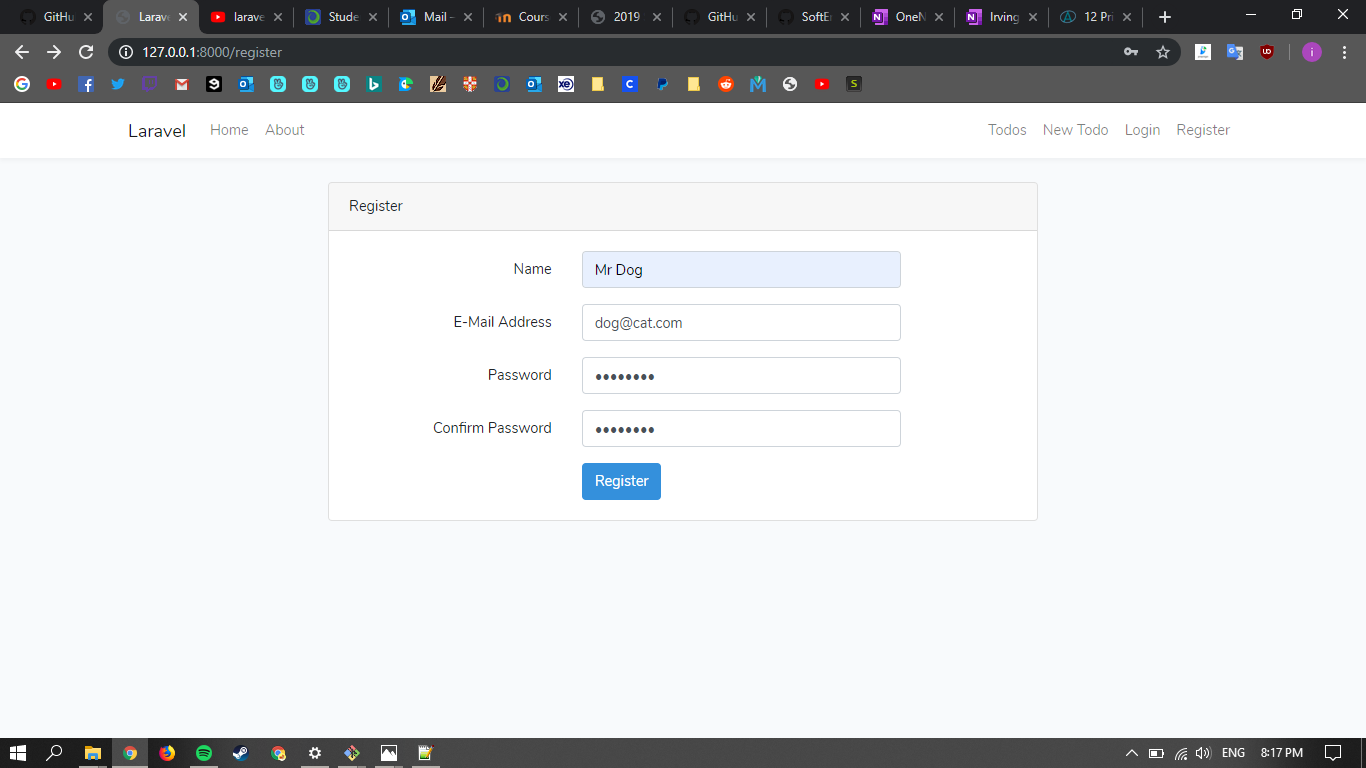 GitHu
Larave
larave
Stude
Mail -
Cours
2019
GitHu
SoftEn
OneN
Irving
12 Pri
127.0.0.1:8000/register
Laravel Home About Todos New Todo Login Register
Register
Name Mr Dog
E-Mail Address dog@cat.com
Password ••••••••
Confirm Password ••••••••
Register
ENG 8:17 PM